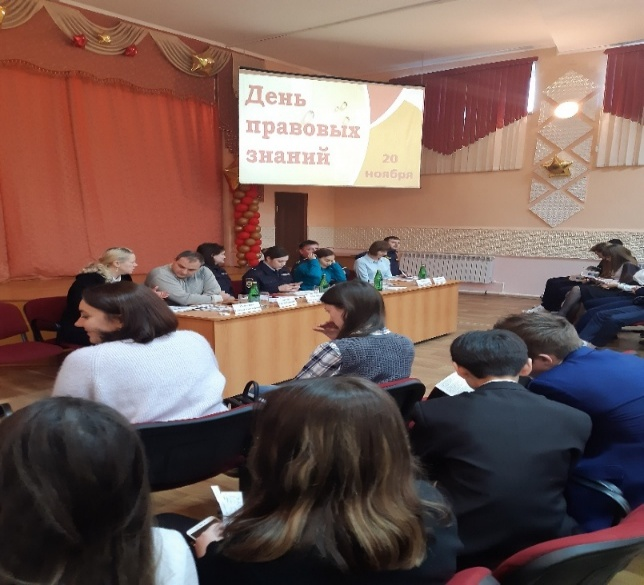 День
правовых
знаний
20
ноября